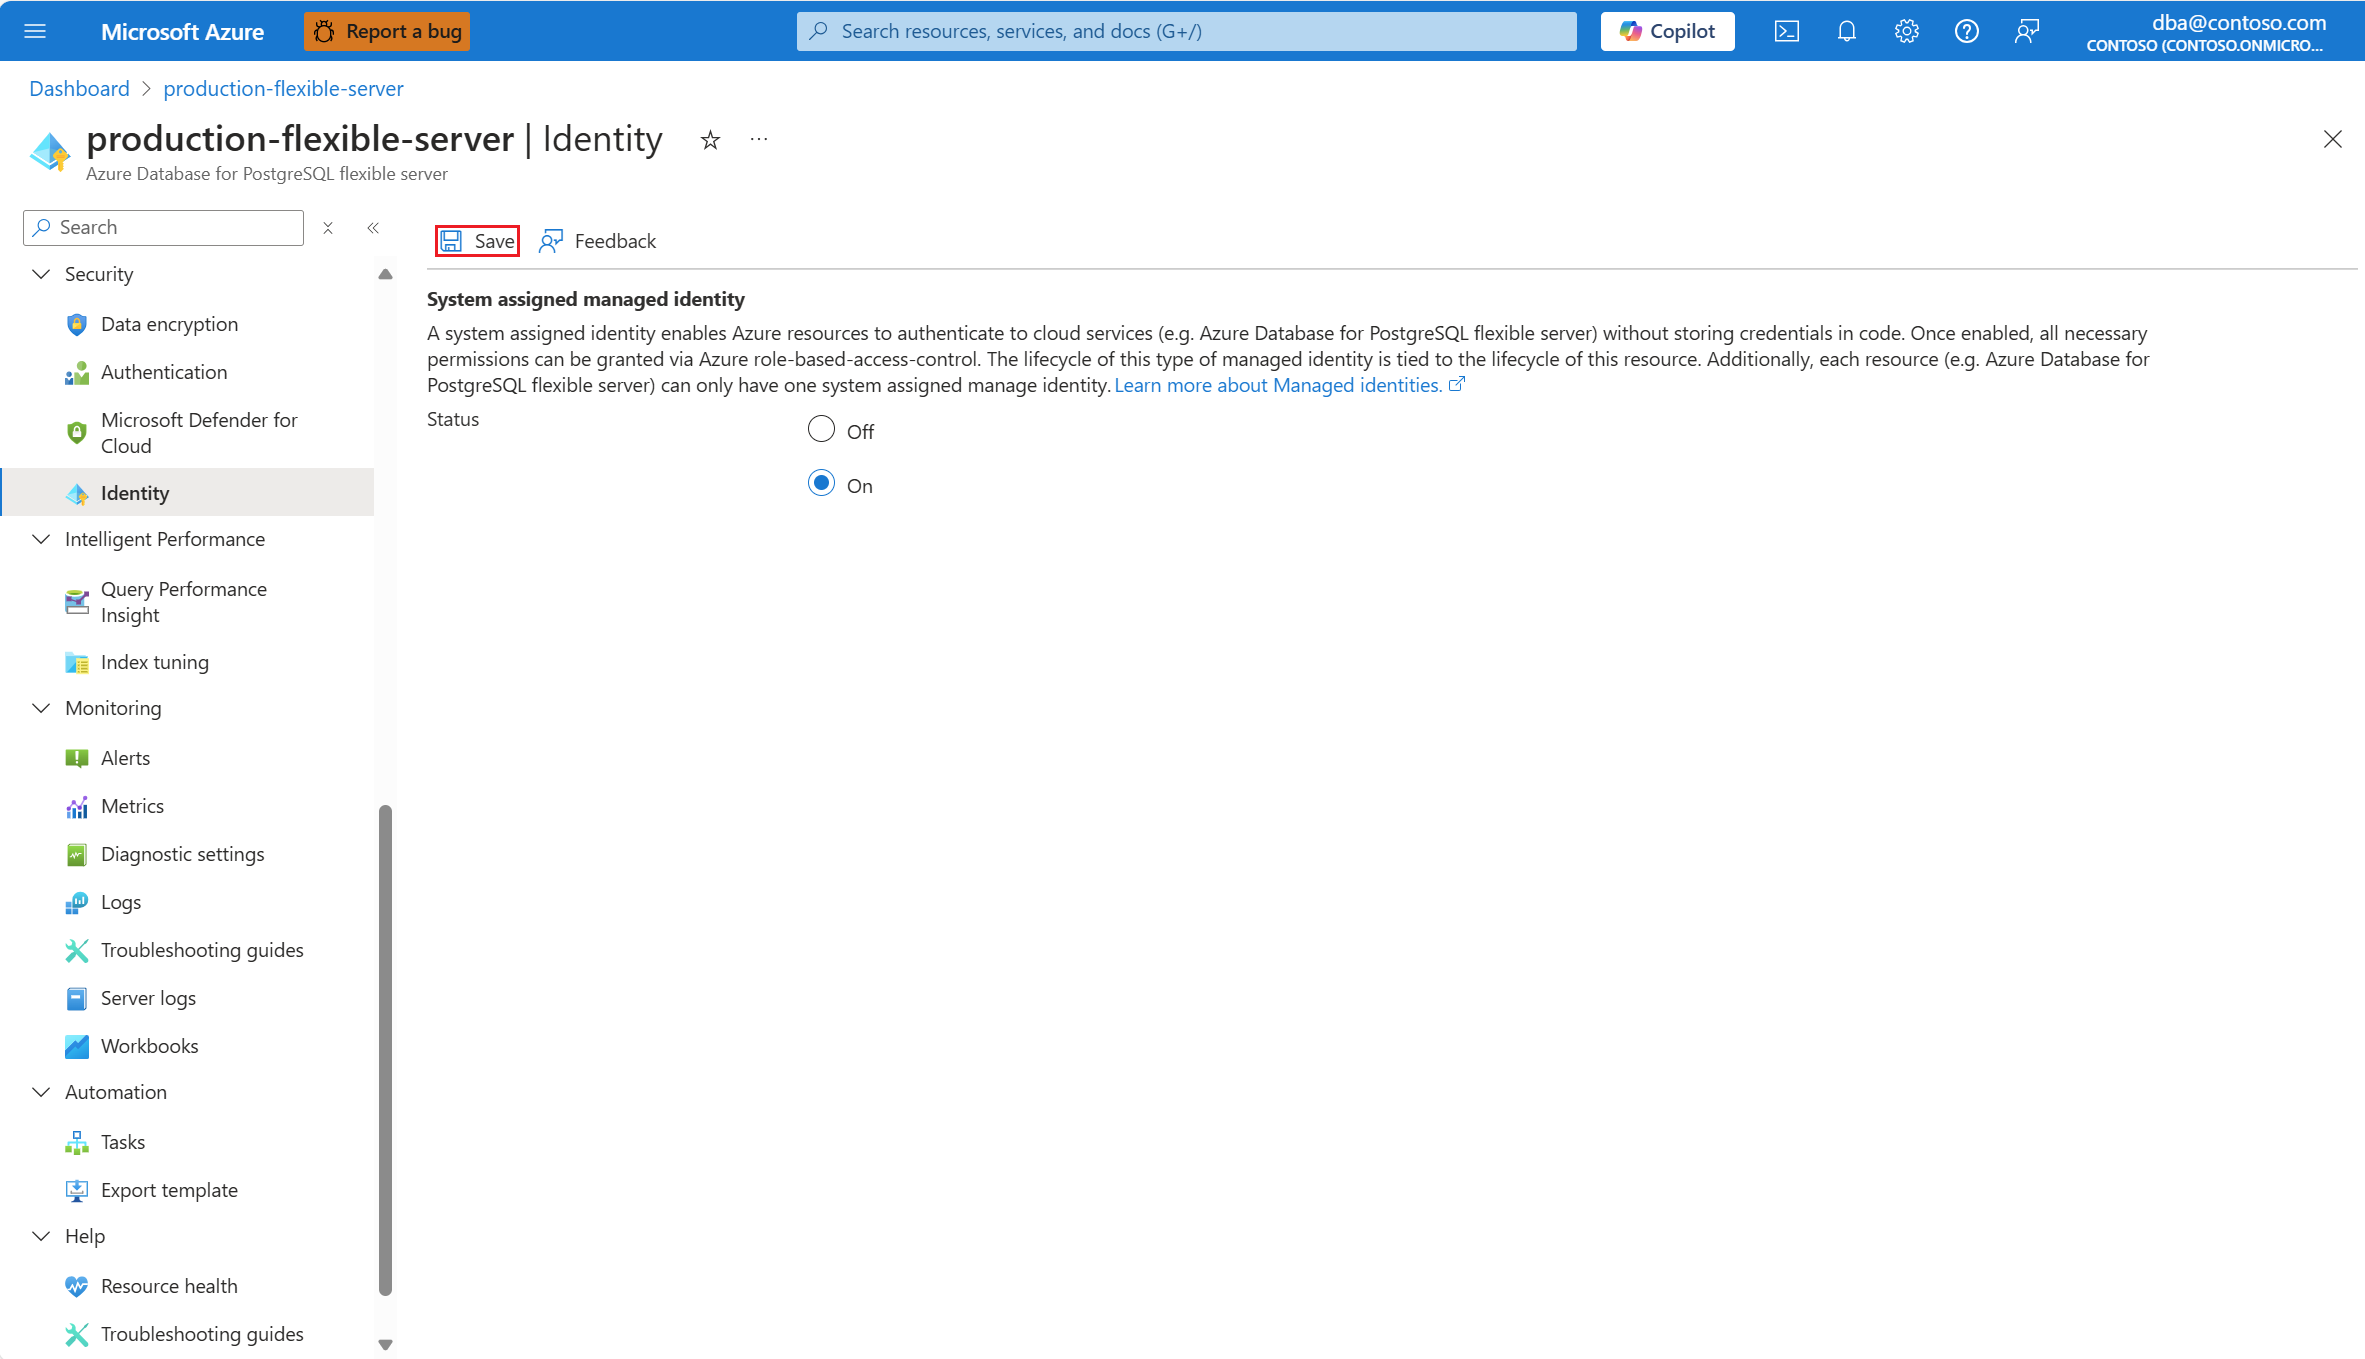 Microsoft Azure
Report a bug
Search resources, services, and docs (G+/)
Copilot
dba@contoso.com
CONTOSO (CONTOSO.ONMICRO...
Dashboard > production-flexible-server
production-flexible-server | Identity
Azure Database for PostgreSQL flexible server
Search
Security
Data encryption
Authentication
Microsoft Defender for
Cloud
Identity
Intelligent Performance
Query Performance
Insight
Index tuning
Monitoring
Alerts
Metrics
Diagnostic settings
Logs
Troubleshooting guides
Server logs
Workbooks
Automation
Tasks
Export template
Help
Resource health
Troubleshooting guides
Save
Feedback
System assigned managed identity
A system assigned identity enables Azure resources to authenticate to cloud services (e.g. Azure Database for PostgreSQL flexible server) without storing credentials in code. Once enabled, all necessary
permissions can be granted via Azure role-based-access-control. The lifecycle of this type of managed identity is tied to the lifecycle of this resource. Additionally, each resource (e.g. Azure Database for
PostgreSQL flexible server) can only have one system assigned manage identity. Learn more about Managed identities.
Status
Off
On